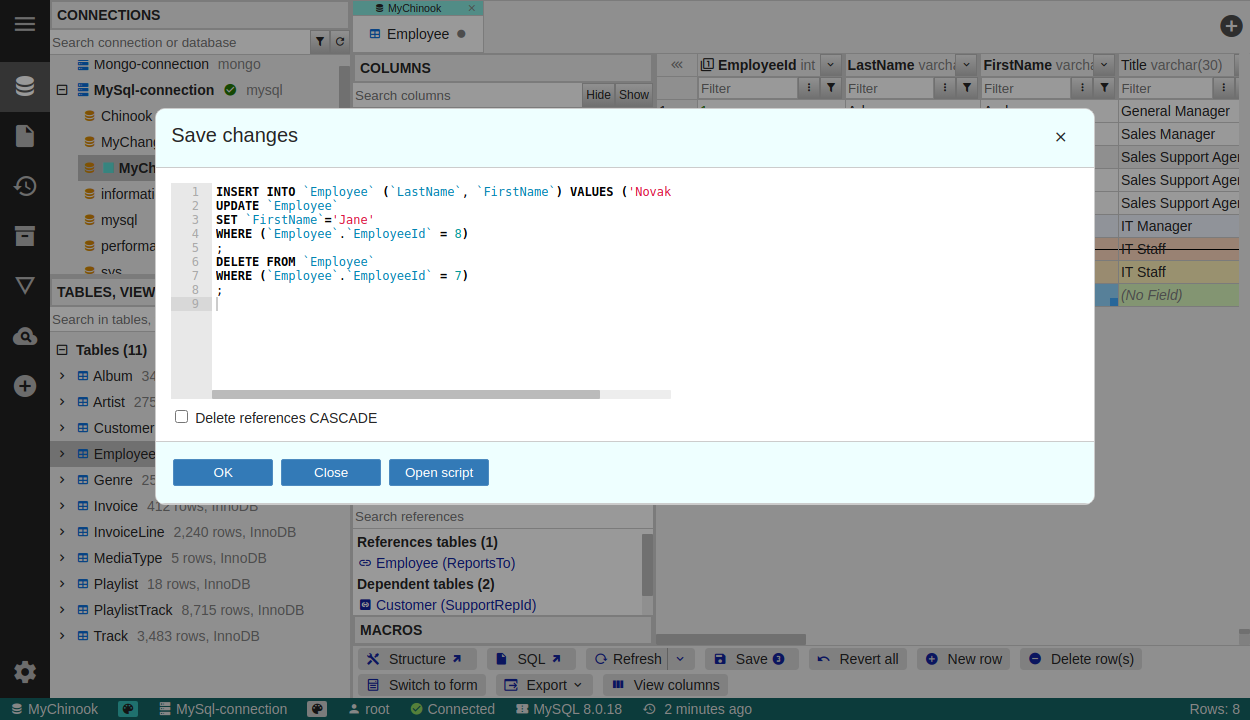 CONNECTIONS
Search connection or database
Mongo-connection mongo
MySql-connection mysql
Chinook
MyChan
MyCh
informati
mysql
performa
sys
TABLES, VIEW
Search in tables,
Tables (11)
Album 34
Artist 275
Customer
Employee
Genre 25
Invoice 412 rows, InnoDB
InvoiceLine 2,240 rows, InnoDB
MediaType 5 rows, InnoDB
Playlist 18 rows, InnoDB
PlaylistTrack 8,715 rows, InnoDB
Track 3,483 rows, InnoDB
MyChinook
Employee
COLUMNS
Search columns
Hide Show
EmployeeId int
LastName varcha
FirstName varcha
Title varchar(30)
Filter
Filter
Filter
Filter
General Manager
Sales Manager
Sales Support Agen
Sales Support Agen
Sales Support Agen
IT Manager
IT Staff
IT Staff
(No Field)
Save changes
×
1 INSERT INTO `Employee` (`LastName`, `FirstName`) VALUES ('Novak
2 UPDATE `Employee`
3 SET `FirstName`='Jane'
4 WHERE (`Employee`.`EmployeeId` = 8)
5 ;
6 DELETE FROM `Employee`
7 WHERE (`Employee`.`EmployeeId` = 7)
8 ;
9
Delete references CASCADE
OK
Close
Open script
Search references
References tables (1)
Employee (ReportsTo)
Dependent tables (2)
Customer (SupportRepId)
MACROS
Structure
SQL
Refresh
Save 3
Revert all
New row
Delete row(s)
Switch to form
Export
View columns
MyChinook
MySql-connection
root
Connected
MySQL 8.0.18
2 minutes ago
Rows: 8